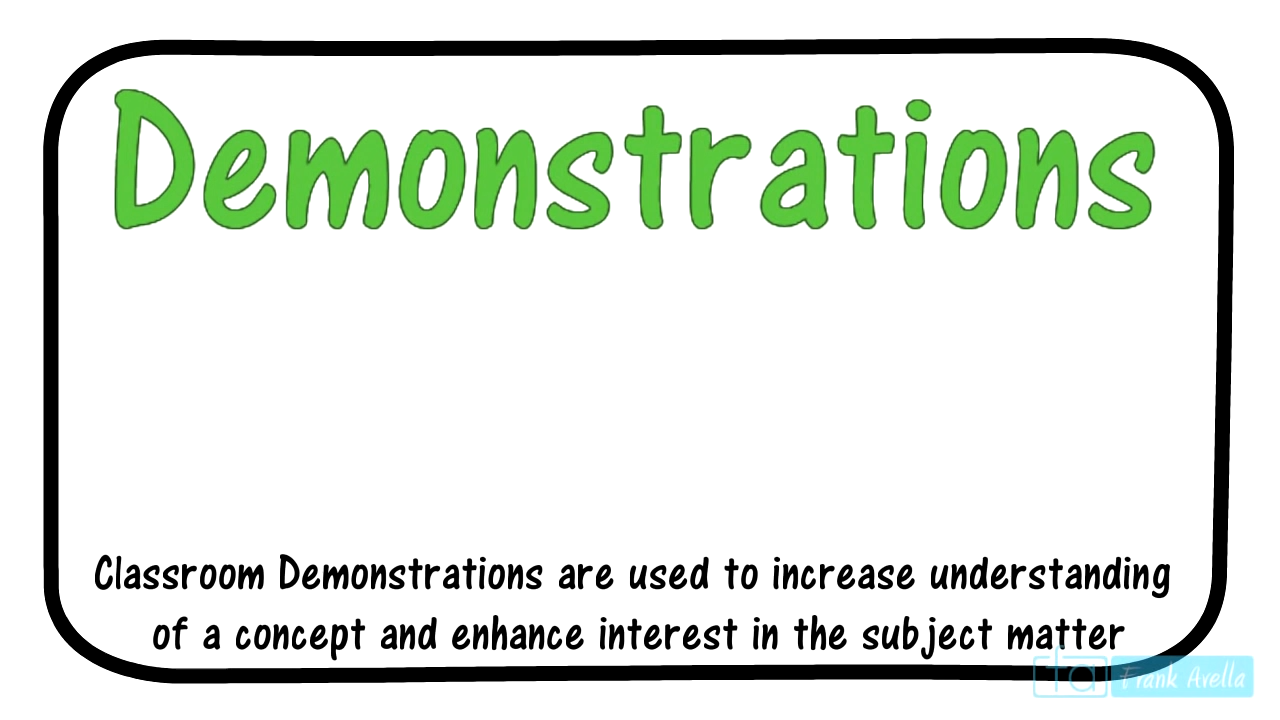 Demonstrations
Classroom Demonstrations are used to increase understanding
of a concept and enhance interest in the subject matter
fa Frank Avella